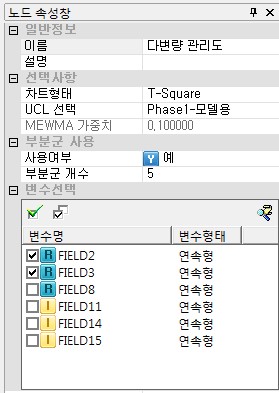 노드 속성창
일반정보
이름 다변량 관리도
설명
선택사항
차트형태 T-Square
UCL 선택 Phase1-모델용
MEWMA 가중치 0,100000
부분군 사용
사용여부 Y 예
부분군 개수 5
변수선택
변수명 변수형태
R FIELD2 연속형
R FIELD3 연속형
R FIELD8 연속형
I FIELD11 연속형
I FIELD14 연속형
I FIELD15 연속형